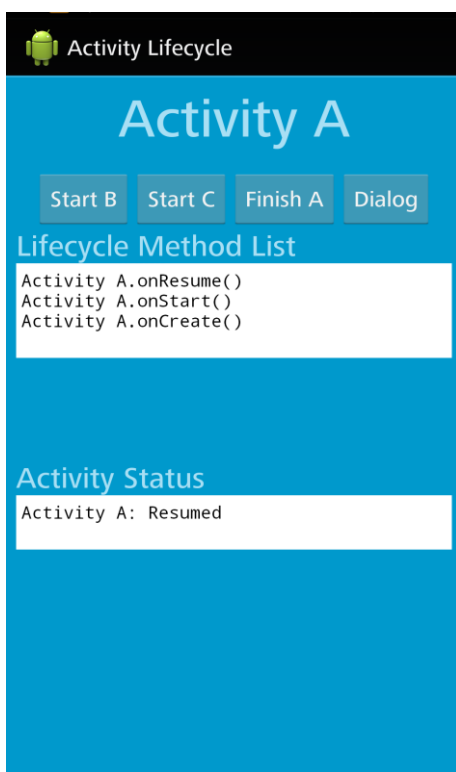 Activity Lifecycle
Activity A
Start B Start C Finish A Dialog
Lifecycle Method List
Activity A.onResume()
Activity A.onStart()
Activity A.onCreate()
Activity Status
Activity A: Resumed